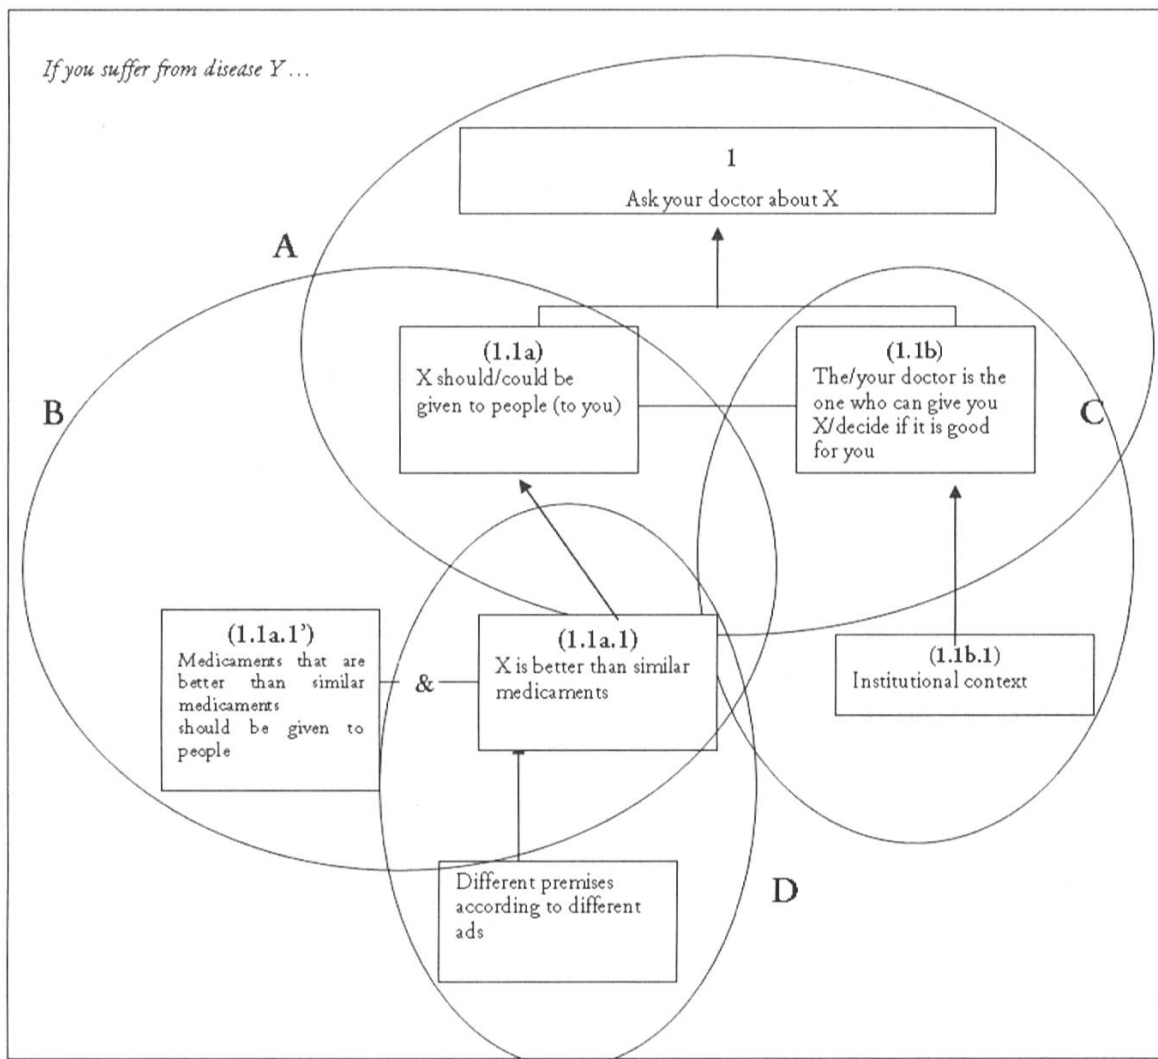 If you suffer from disease Y…
1
Ask your doctor about X
A
(1.1a)
X should/could be
given to people (to you)
(1.1b)
The/your doctor is the
one who can give you
X/decide if it is good
for you
B
C
(1.1a.1’)
Medicaments that are
better than similar
medicaments
should be given to
people
&
(1.1a.1)
X is better than similar
medicaments
(1.1b.1)
Institutional context
Different premises
according to different
ads
D